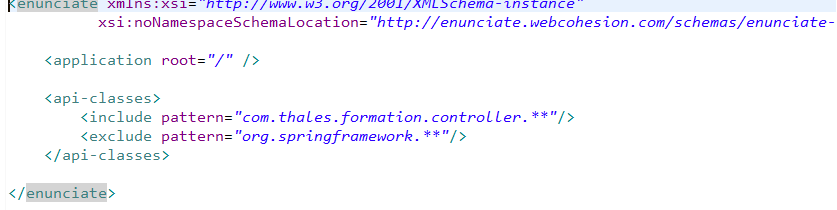 <enunciate xmlns:xsi="http://www.w3.org/2001/XMLSchema-instance"
xsi:noNamespaceSchemaLocation="http://enunciate.webcohesion.com/schemas/enunciate-
<application root="/" />
<api-classes>
<include pattern="com.thales.formation.controller.**"/>
<exclude pattern="org.springframework.**"/>
</api-classes>
</enunciate>